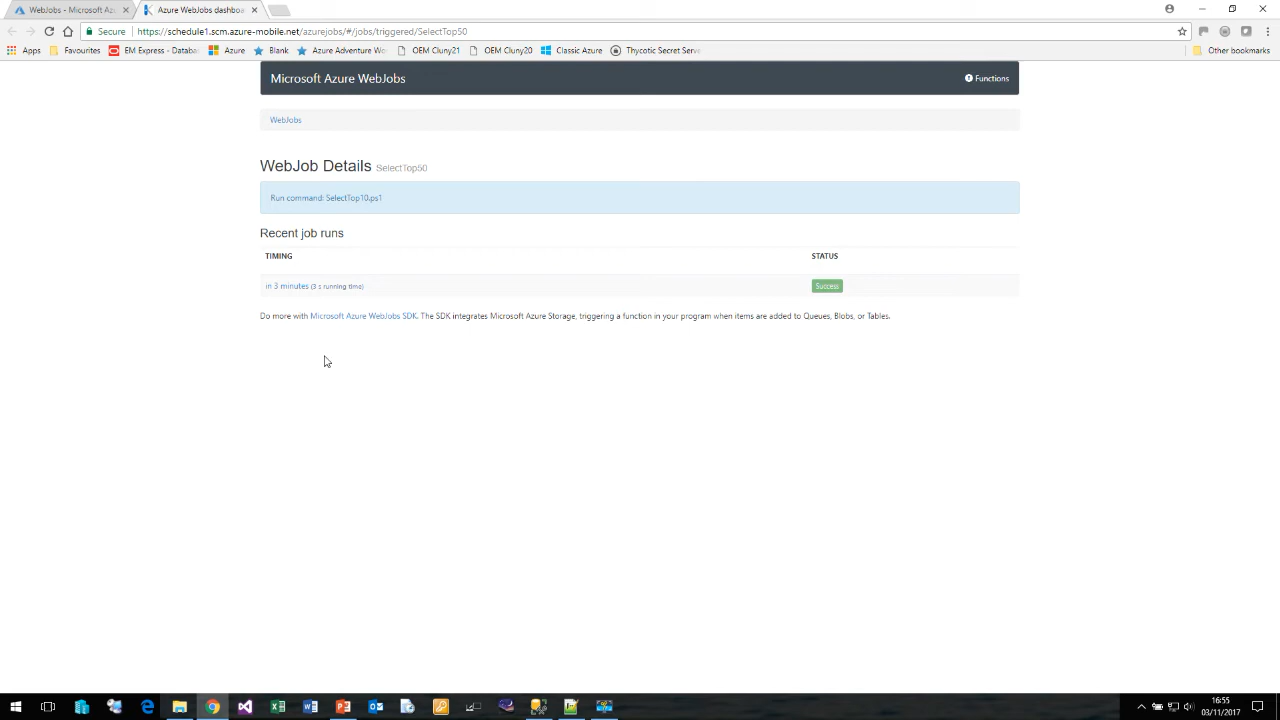 WebJobs - Microsoft Az
Azure WebJobs dashboa
Secure
https://schedule1.scm.azure-mobile.net/azurejobs/#/jobs/triggered/SelectTop50
Apps
Favourites
EM Express - Databas
Azure
Blank
Azure Adventure Wo
OEM Cluny21
OEM Cluny20
Classic Azure
Thycotic Secret Serve
Other bookmarks
Microsoft Azure WebJobs
Functions
WebJobs
WebJob Details SelectTop50
Run command: SelectTop10.ps1
Recent job runs
TIMING STATUS
in 3 minutes (3 s running time) Success
Do more with Microsoft Azure WebJobs SDK. The SDK integrates Microsoft Azure Storage, triggering a function in your program when items are added to Queues, Blobs, or Tables.
16:55
03/11/2017